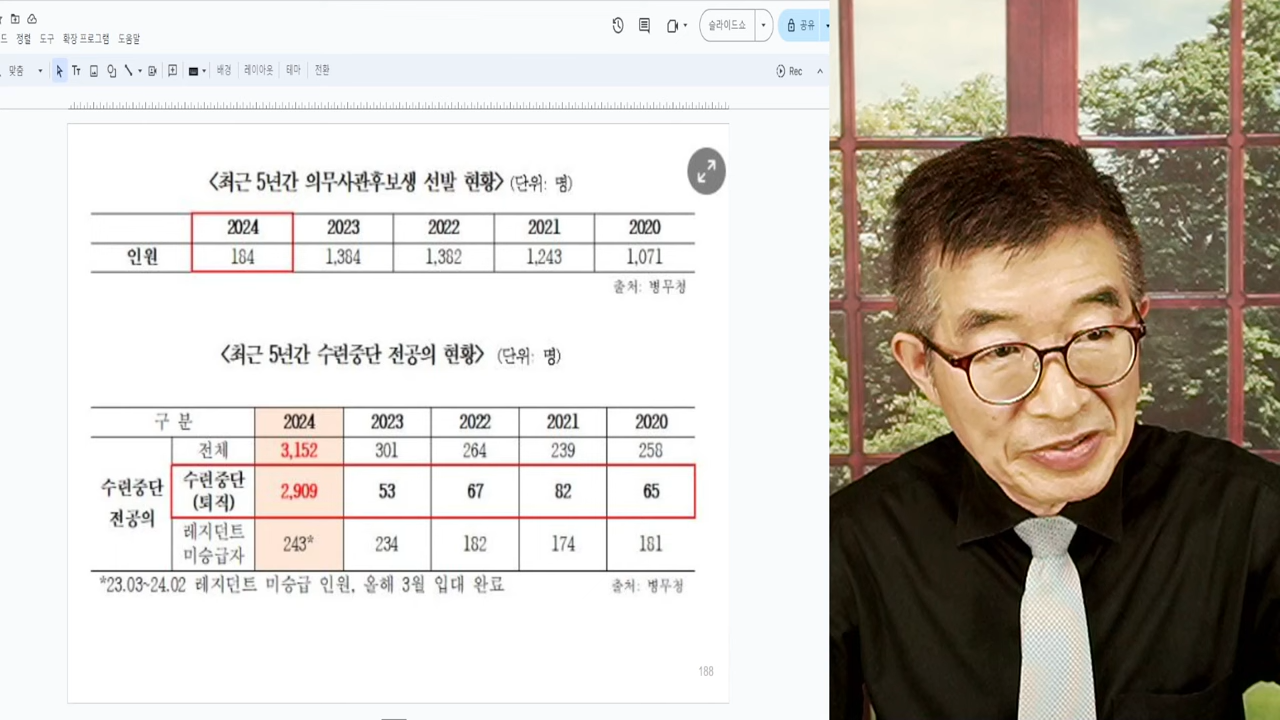 드 정렬 도구 확장 프로그램 도움말
슬라이드쇼
공유
맞춤
Tт
배경
레이아웃
테마
전환
Rec
<최근 5년간 의무사관후보생 선발 현황> (단위: 명)
2024 2023 2022 2021 2020
인원 184 1,384 1,382 1,243 1,071
출처: 병무청
<최근 5년간 수련중단 전공의 현황> (단위: 명)
구 분 2024 2023 2022 2021 2020
전체 3,152 301 264 239 258
수련중단 전공의
수련중단 (퇴직) 2,909 53 67 82 65
레지던트 미승급자 243* 234 182 174 181
*23.03~24.02 레지던트 미승급 인원, 올해 3월 입대 완료
출처: 병무청
188